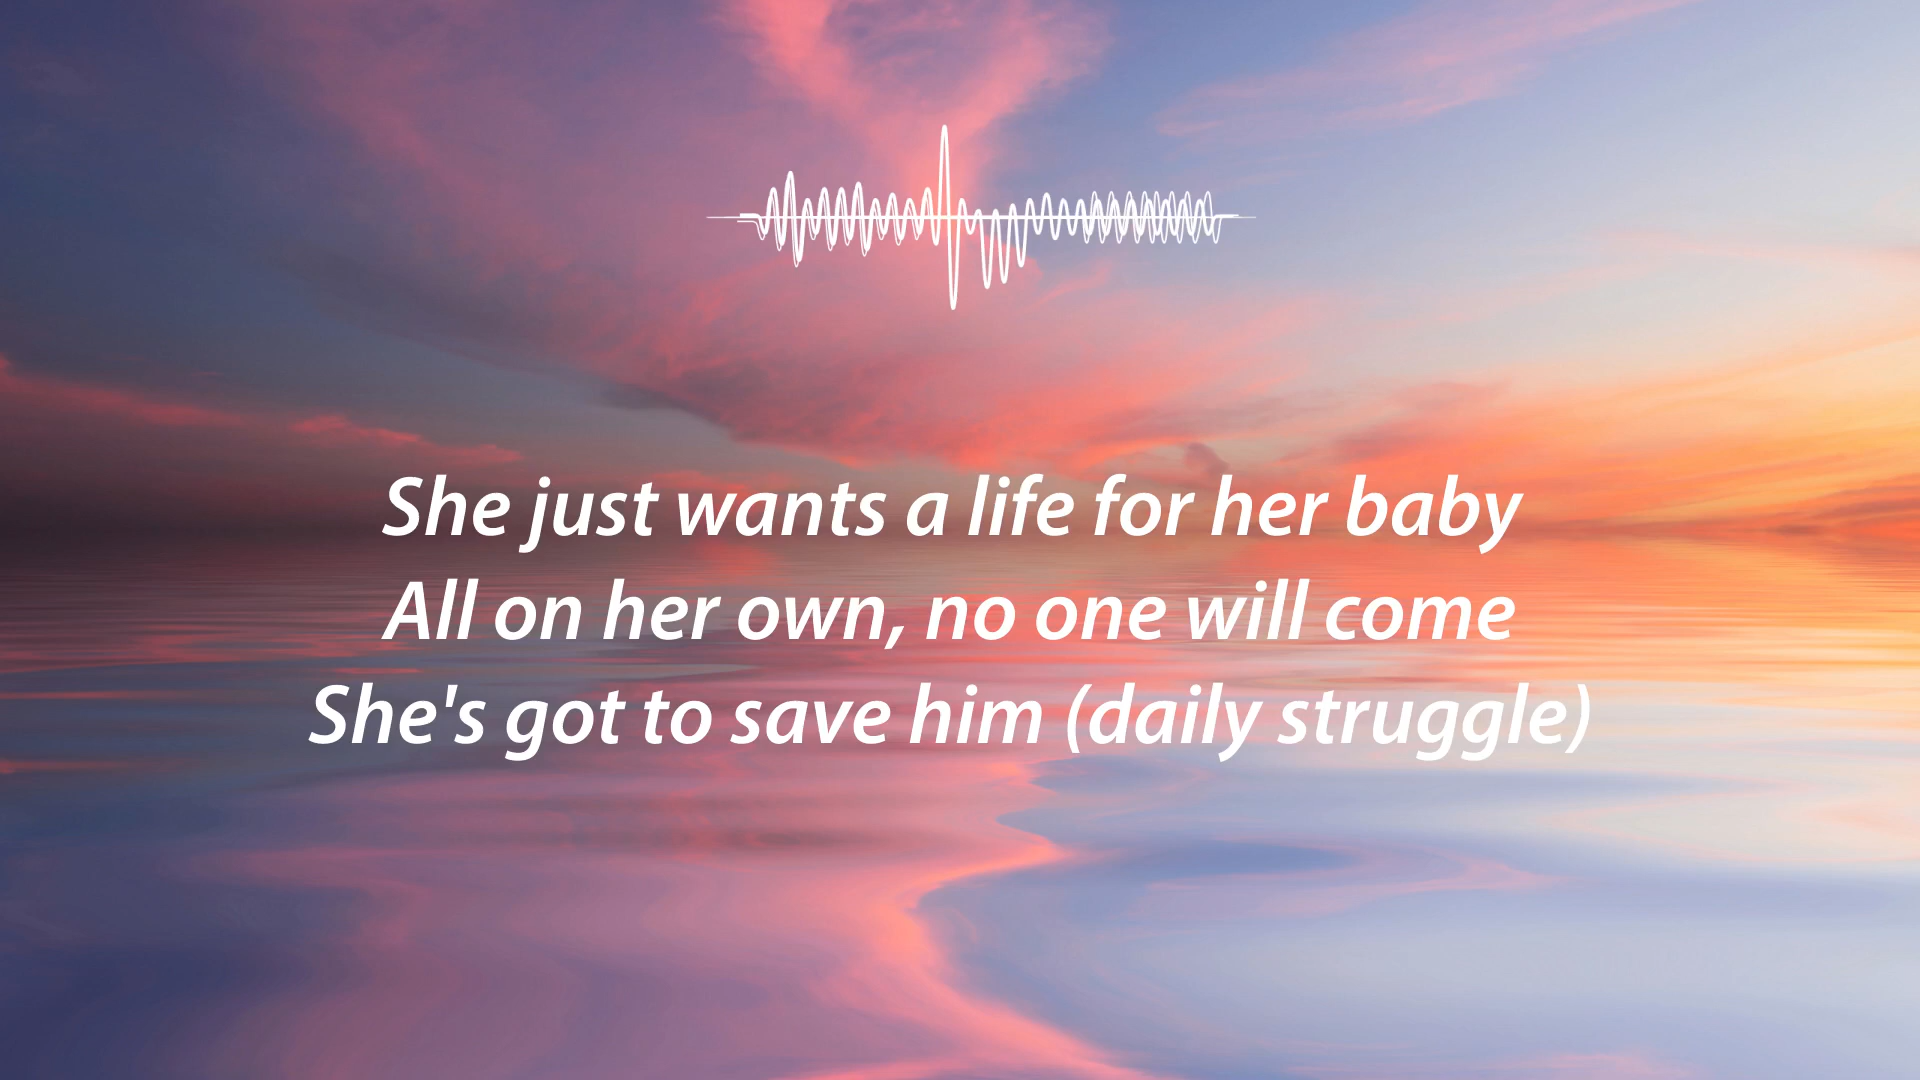 She just wants a life for her baby
All on her own, no one will come
She's got to save him (daily struggle)